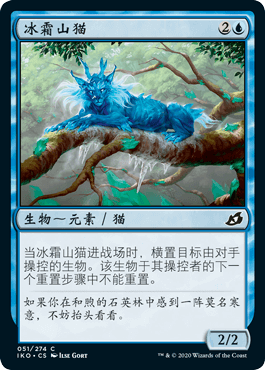 冰霜山猫 2
生物～元素 / 猫
当冰霜山猫进战场时，横置目标由对手
操控的生物。该生物于其操控者的下一
个重置步骤中不能重置。
如果你在和煦的石英林中感到一阵莫名寒
意，不妨抬头看看。
2/2
051/274 C
IKO • CS ILSE GORT
™ & © 2020 Wizards of the Coast